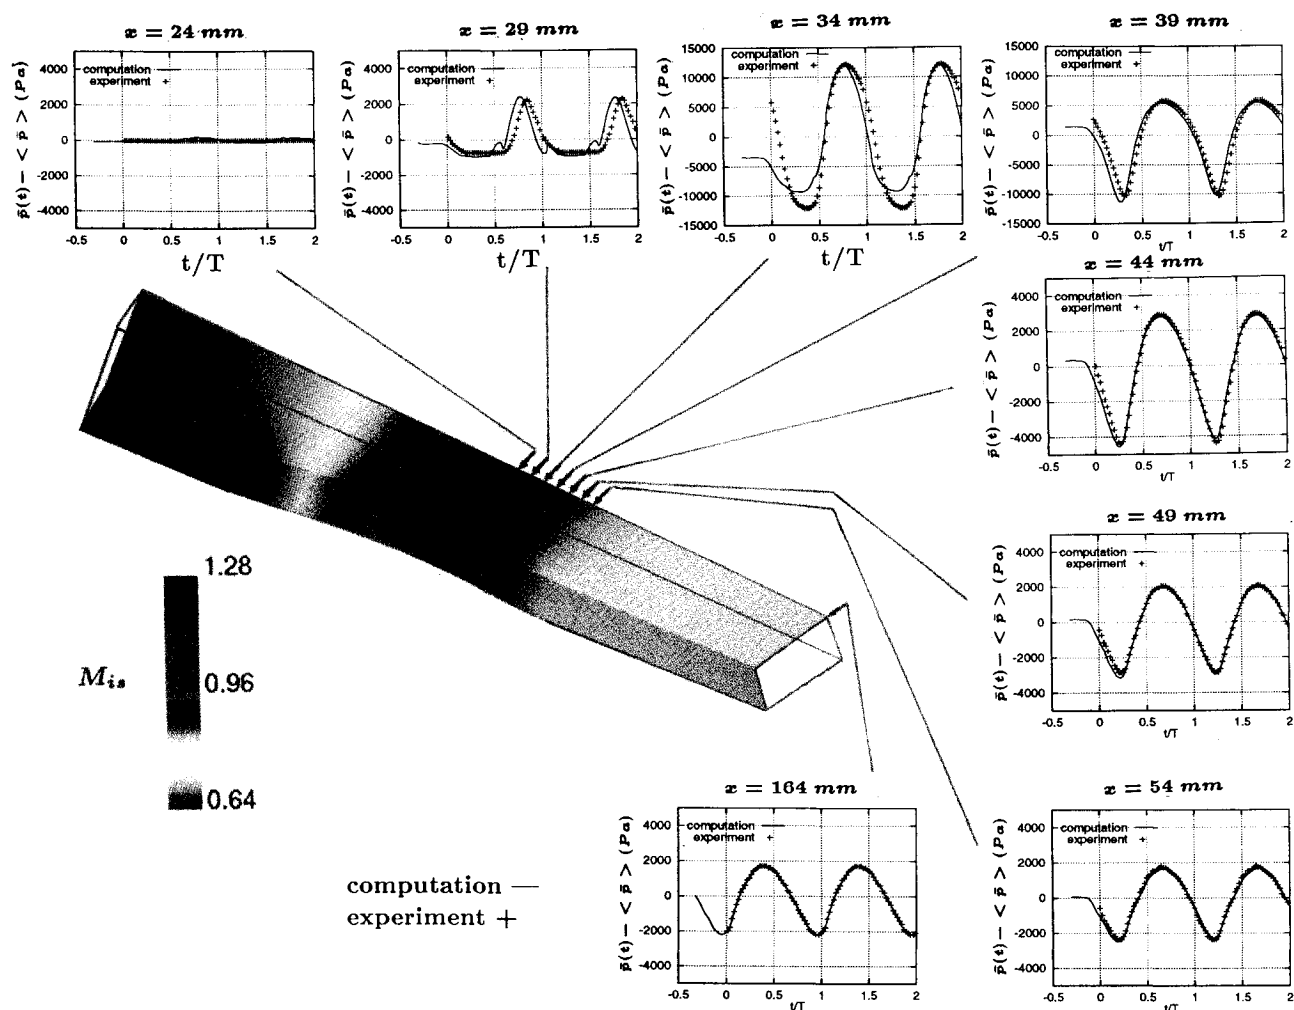 x = 24 mm
p̄(t) − < p̄ > (Pa)
computation
experiment
4000
2000
0
-2000
-4000
-0.5 0 0.5 1 1.5 2
t/T
x = 29 mm
p̄(t) − < p̄ > (Pa)
computation
experiment
4000
2000
0
-2000
-4000
-0.5 0 0.5 1 1.5 2
t/T
x = 34 mm
p̄(t) − < p̄ > (Pa)
computation
experiment
15000
10000
5000
0
-5000
-10000
-15000
-0.5 0 0.5 1 1.5 2
t/T
x = 39 mm
p̄(t) − < p̄ > (Pa)
computation
experiment
15000
10000
5000
0
-5000
-10000
-15000
-0.5 0 0.5 1 1.5 2
t/T
x = 44 mm
p̄(t) − < p̄ > (Pa)
computation
experiment
4000
2000
0
-2000
-4000
-0.5 0 0.5 1 1.5 2
t/T
x = 49 mm
p̄(t) − < p̄ > (Pa)
computation
experiment
4000
2000
0
-2000
-4000
-0.5 0 0.5 1 1.5 2
t/T
1.28
M_is
0.96
0.64
x = 164 mm
p̄(t) − < p̄ > (Pa)
computation
experiment
4000
2000
0
-2000
-4000
-0.5 0 0.5 1 1.5 2
t/T
x = 54 mm
p̄(t) − < p̄ > (Pa)
computation
experiment
4000
2000
0
-2000
-4000
-0.5 0 0.5 1 1.5 2
t/T
computation —
experiment +